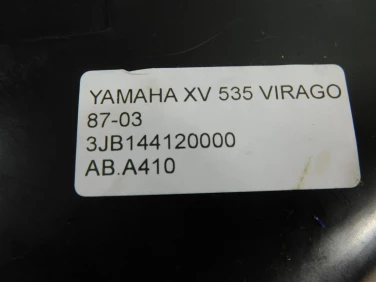 YAMAHA XV 535 VIRAGO
87-03
3JB144120000
AB.A410